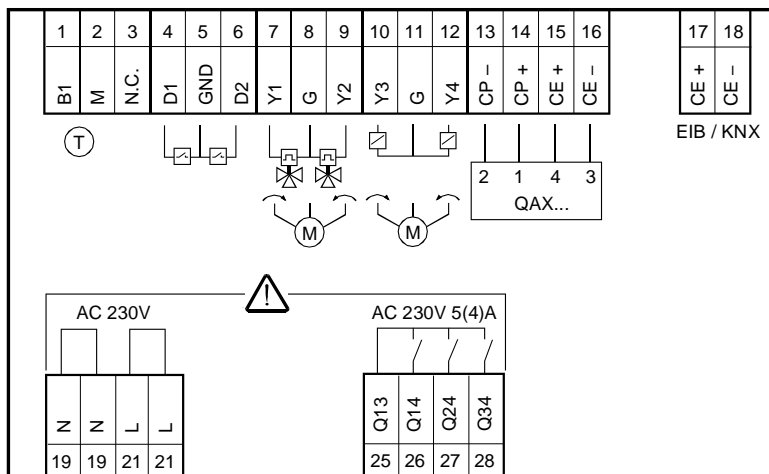 1 2 3 4 5 6 7 8 9 10 11 12 13 14 15 16 17 18
B1 M N.C. D1 GND D2 Y1 G Y2 Y3 G Y4 CP – CP + CE + CE – CE + CE –
T
EIB / KNX
2 1 4 3
QAX...
M M
!
AC 230V AC 230V 5(4)A
N N L L Q13 Q14 Q24 Q34
19 19 21 21 25 26 27 28